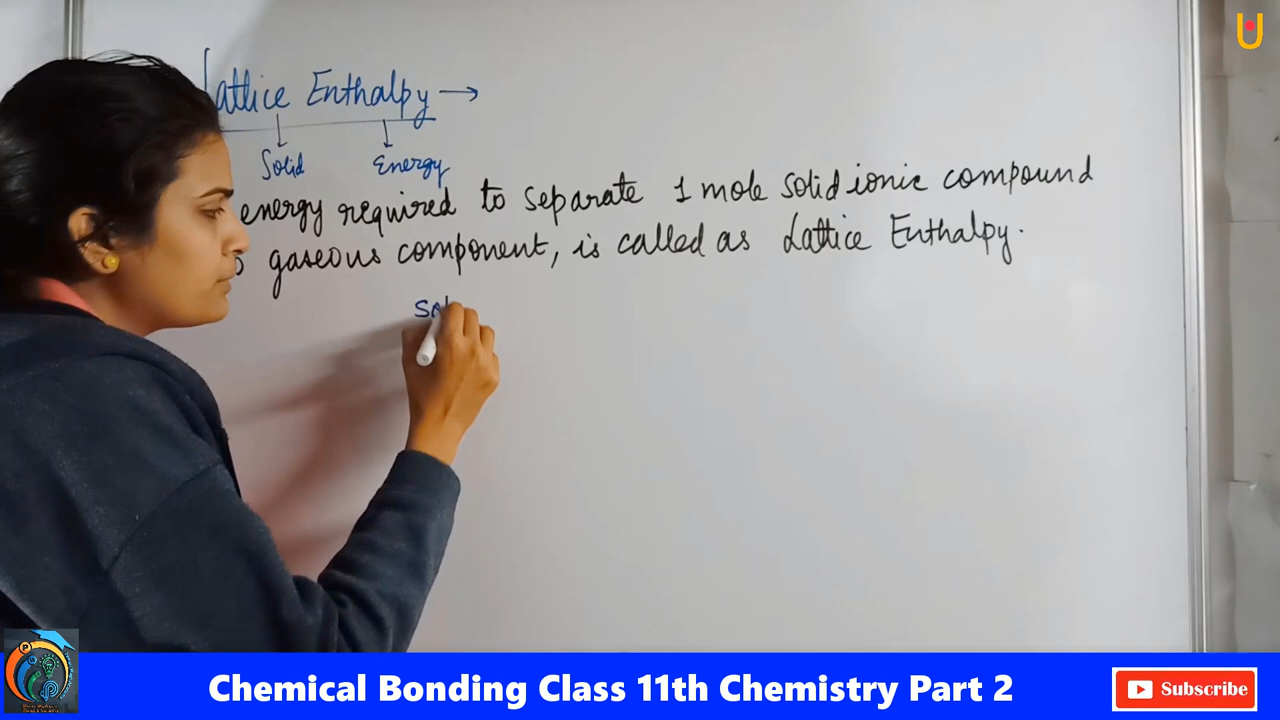 Lattice Enthalpy →
Solid Energy
energy required to separate 1 mole solid ionic compound
gaseous component, is called as Lattice Enthalpy.
Chemical Bonding Class 11th Chemistry Part 2
Subscribe